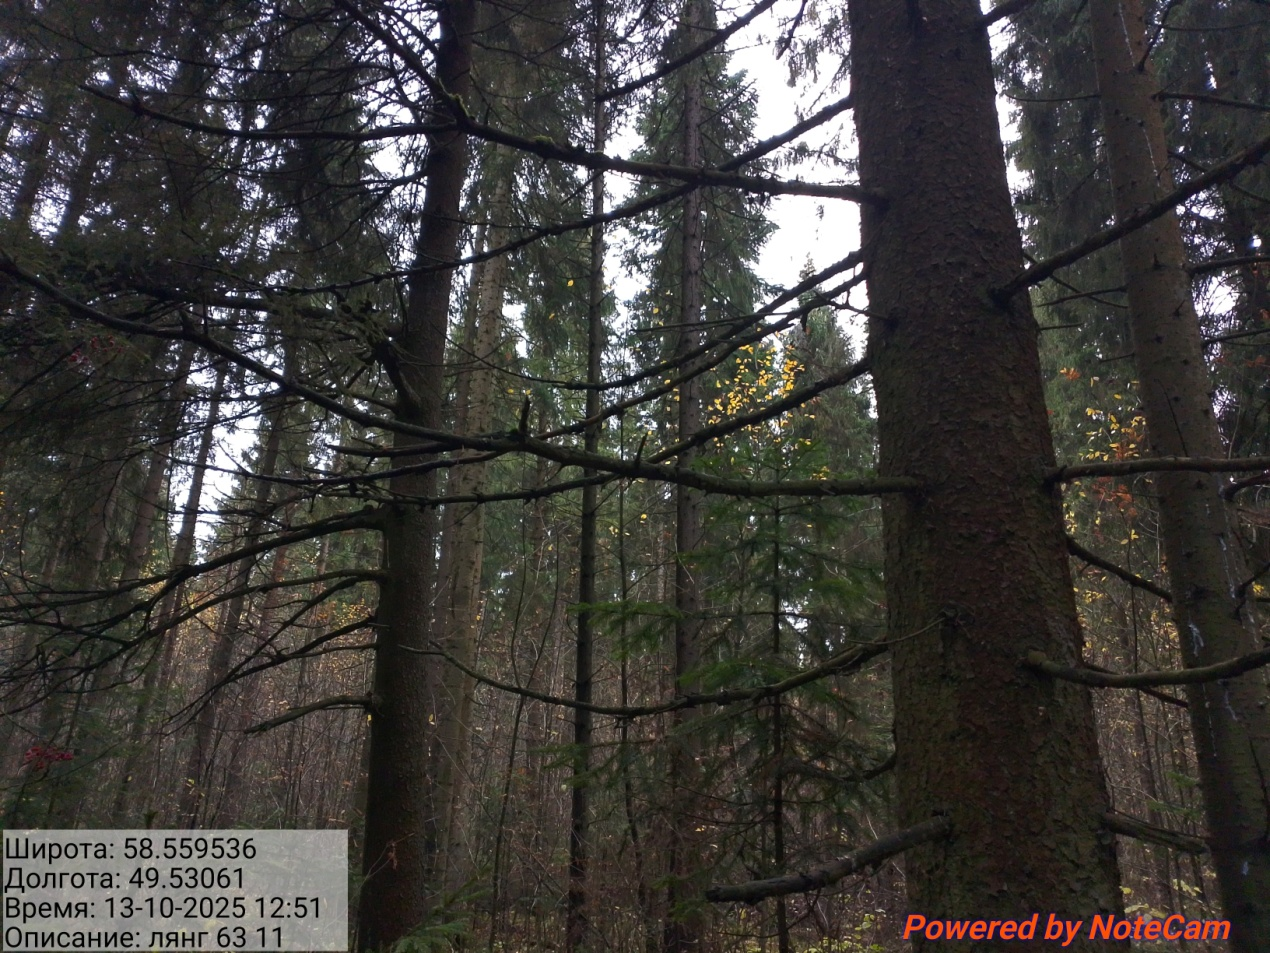 Широта: 58.559536
Долгота: 49.53061
Время: 13-10-2025 12:51
Описание: лянг 63 11
Powered by NoteCam